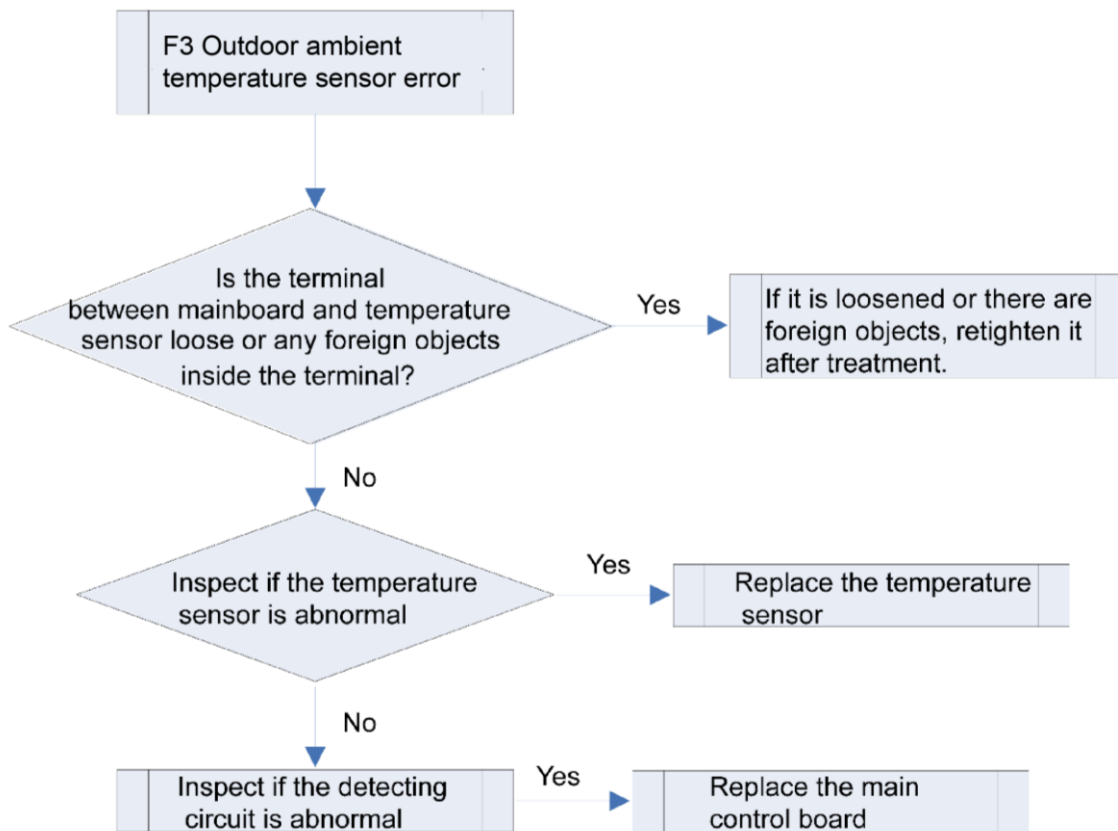 F3 Outdoor ambient
temperature sensor error
Is the terminal
between mainboard and temperature
sensor loose or any foreign objects
inside the terminal?
Yes
If it is loosened or there are
foreign objects, retighten it
after treatment.
No
Inspect if the temperature
sensor is abnormal
Yes
Replace the temperature
sensor
No
Inspect if the detecting
circuit is abnormal
Yes
Replace the main
control board